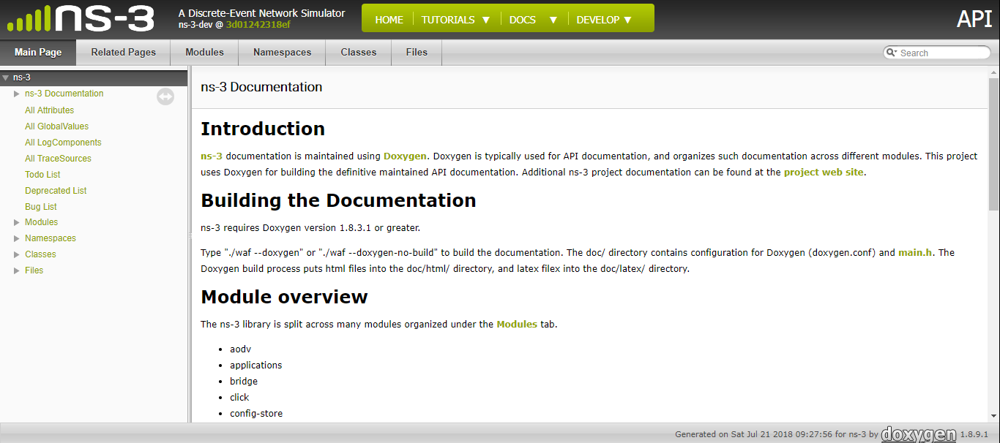 NS-3
A Discrete-Event Network Simulator
ns-3-dev @ 3d01242318ef
HOME TUTORIALS ▼ DOCS ▼ DEVELOP ▼
API
Main Page Related Pages Modules Namespaces Classes Files
Search
ns-3
ns-3 Documentation
All Attributes
All GlobalValues
All LogComponents
All TraceSources
Todo List
Deprecated List
Bug List
Modules
Namespaces
Classes
Files
ns-3 Documentation
Introduction
ns-3 documentation is maintained using Doxygen. Doxygen is typically used for API documentation, and organizes such documentation across different modules. This project
uses Doxygen for building the definitive maintained API documentation. Additional ns-3 project documentation can be found at the project web site.
Building the Documentation
ns-3 requires Doxygen version 1.8.3.1 or greater.
Type "./waf --doxygen" or "./waf --doxygen-no-build" to build the documentation. The doc/ directory contains configuration for Doxygen (doxygen.conf) and main.h. The
Doxygen build process puts html files into the doc/html/ directory, and latex filex into the doc/latex/ directory.
Module overview
The ns-3 library is split across many modules organized under the Modules tab.
• aodv
• applications
• bridge
• click
• config-store
Generated on Sat Jul 21 2018 09:27:56 for ns-3 by doxygen 1.8.9.1